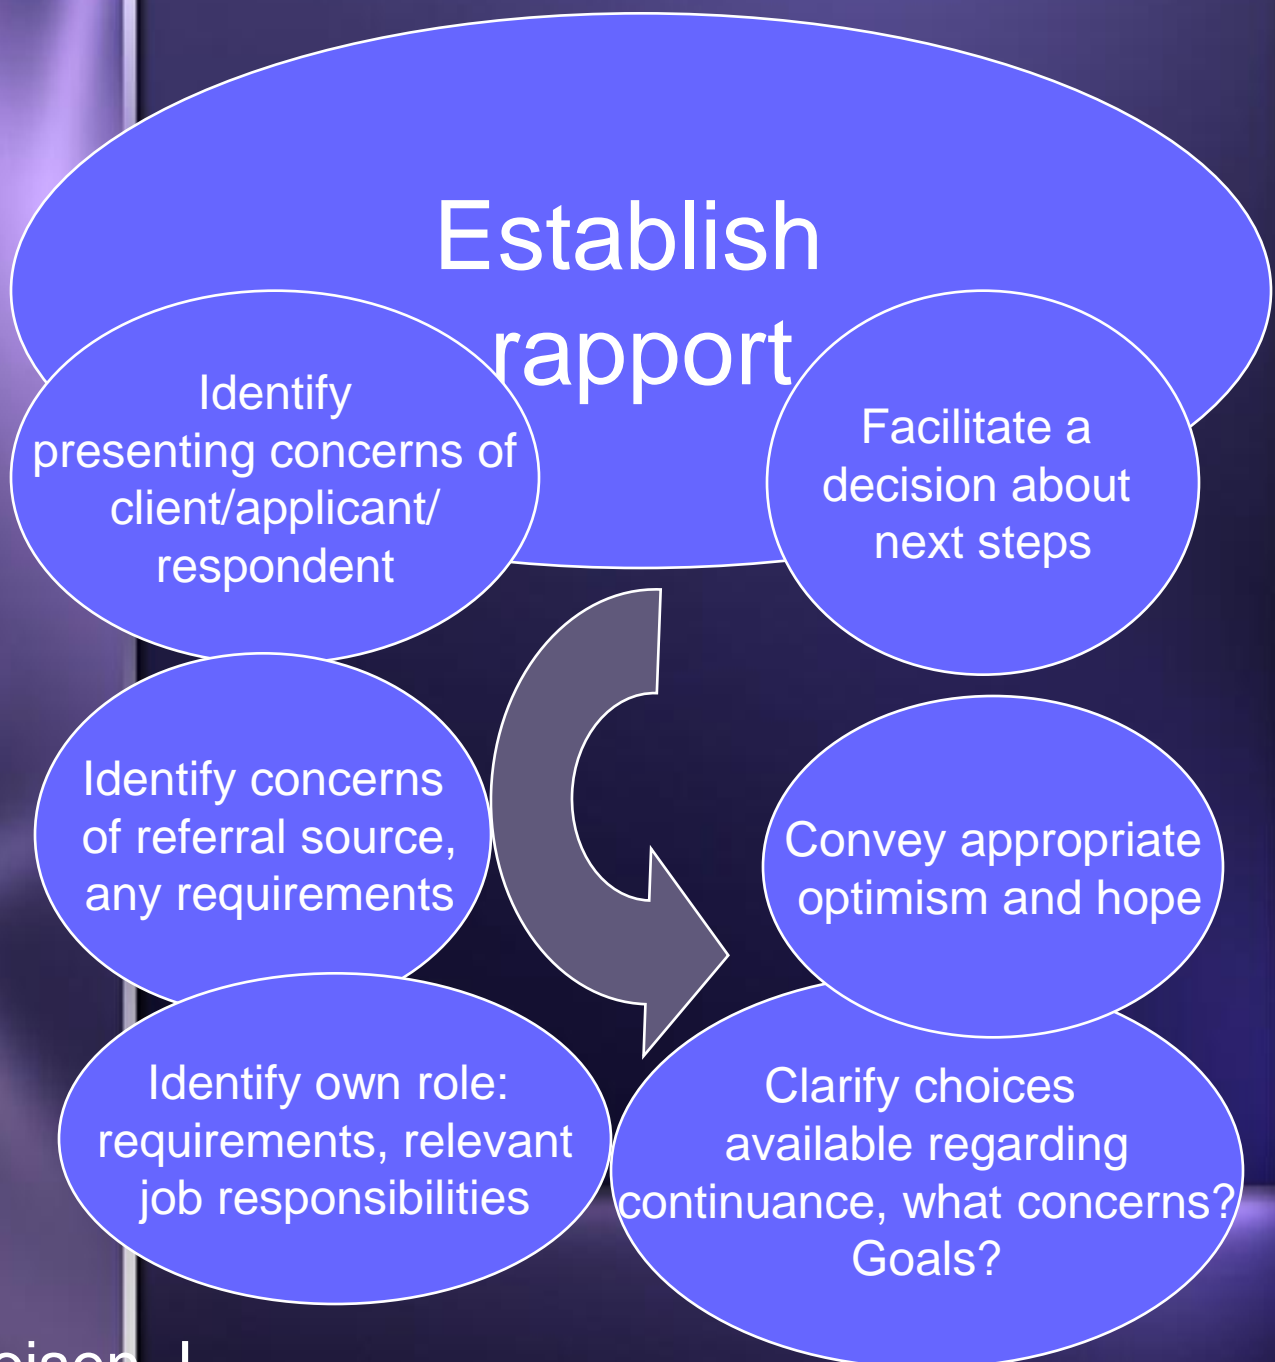 Establish
rapport
Identify
presenting concerns of
client/applicant/
respondent
Identify concerns
of referral source,
any requirements
Identify own role:
requirements, relevant
job responsibilities
Clarify choices
available regarding
continuance, what concerns?
Goals?
Convey appropriate
optimism and hope
Facilitate a
decision about
next steps